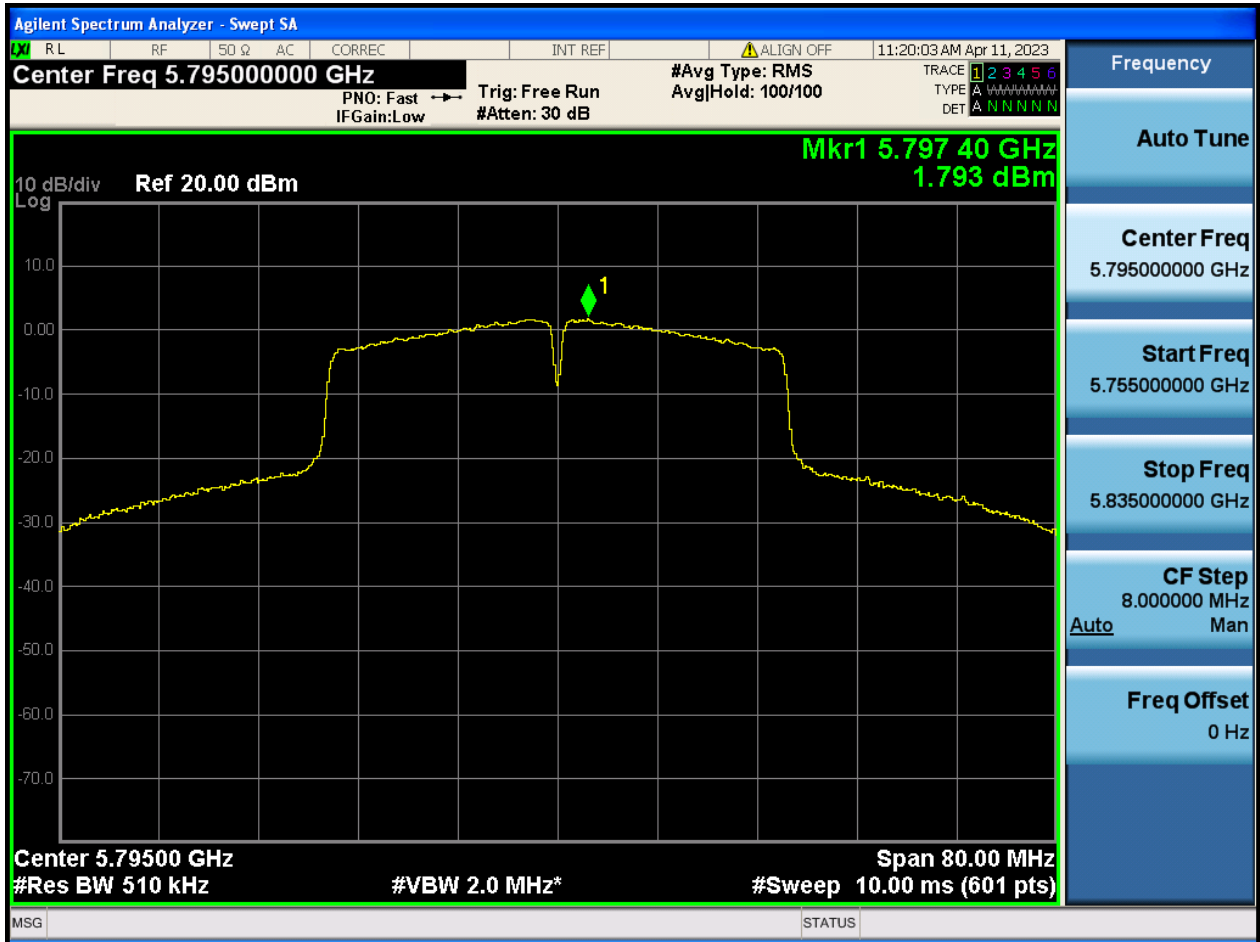 Agilent Spectrum Analyzer - Swept SA
LXI RL RF 50 Ω AC CORREC INT REF ALIGN OFF 11:20:03 AM Apr 11, 2023
Center Freq 5.795000000 GHz
PNO: Fast
IFGain:Low
Trig: Free Run
#Atten: 30 dB
#Avg Type: RMS
Avg|Hold: 100/100
TRACE 1 2 3 4 5 6
TYPE A WWWWW
DET A N N N N N
Mkr1 5.797 40 GHz
1.793 dBm
10 dB/div Ref 20.00 dBm
Log
1
10.0
0.00
-10.0
-20.0
-30.0
-40.0
-50.0
-60.0
-70.0
Center 5.79500 GHz Span 80.00 MHz
#Res BW 510 kHz #VBW 2.0 MHz* #Sweep 10.00 ms (601 pts)
MSG STATUS
Frequency
Auto Tune
Center Freq
5.795000000 GHz
Start Freq
5.755000000 GHz
Stop Freq
5.835000000 GHz
CF Step
8.000000 MHz
Auto Man
Freq Offset
0 Hz